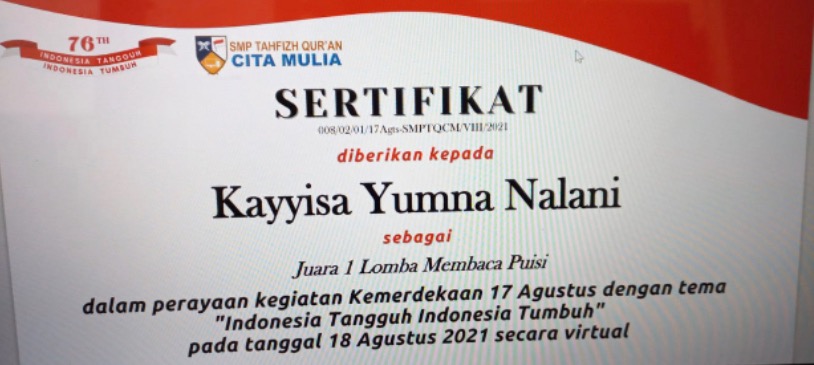 76TH
INDONESIA TANGGUH
INDONESIA TUMBUH
SMP TAHFIZH QUR'AN
CITA MULIA
SERTIFIKAT
008/02/01/17Agts-SMPTQCM/VIII/2021
diberikan kepada
Kayyisa Yumna Nalani
sebagai
Juara 1 Lomba Membaca Puisi
dalam perayaan kegiatan Kemerdekaan 17 Agustus dengan tema
"Indonesia Tangguh Indonesia Tumbuh"
pada tanggal 18 Agustus 2021 secara virtual